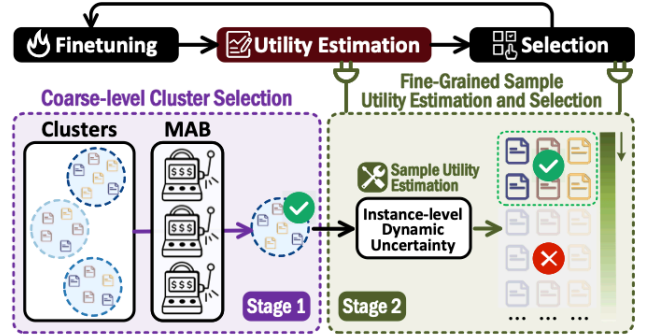 Finetuning
Utility Estimation
Selection
Coarse-level Cluster Selection
Fine-Grained Sample
Utility Estimation and Selection
Clusters
MAB
$$$
$$$
$$$
Stage 1
Sample Utility
Estimation
Instance-level
Dynamic
Uncertainty
Stage 2
... ... ...